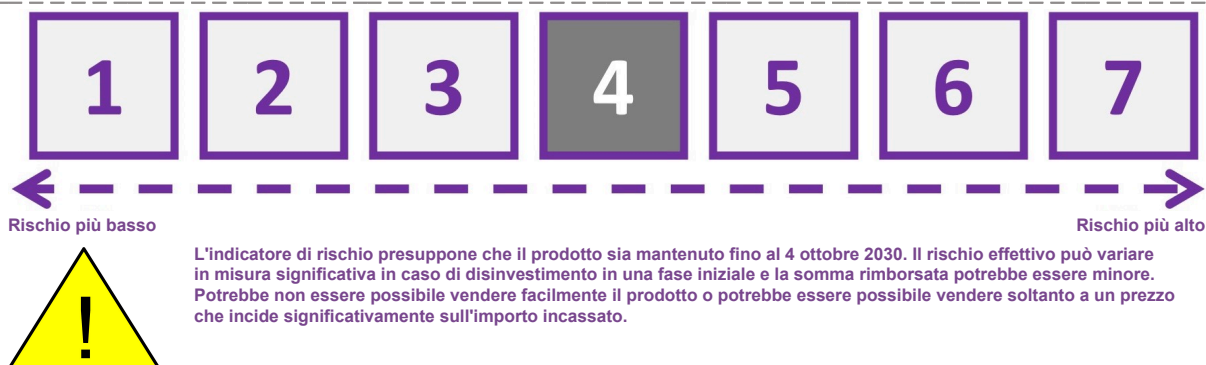 1 2 3 4 5 6 7
Rischio più basso Rischio più alto
L'indicatore di rischio presuppone che il prodotto sia mantenuto fino al 4 ottobre 2030. Il rischio effettivo può variare
in misura significativa in caso di disinvestimento in una fase iniziale e la somma rimborsata potrebbe essere minore.
Potrebbe non essere possibile vendere facilmente il prodotto o potrebbe essere possibile vendere soltanto a un prezzo
che incide significativamente sull'importo incassato.
!